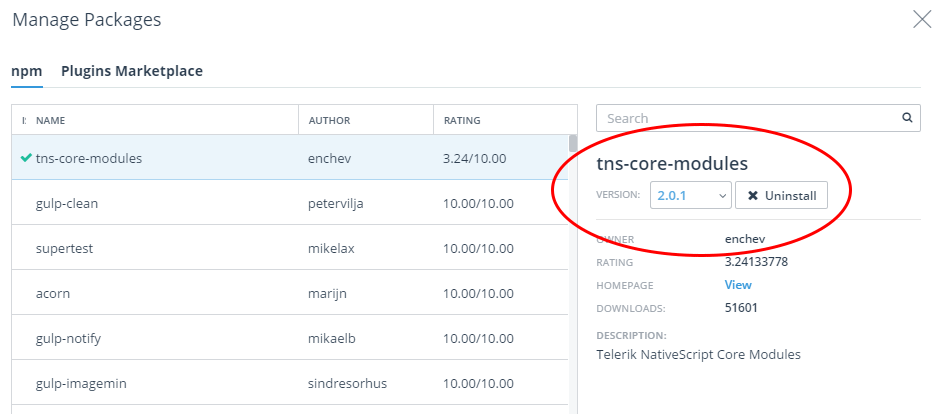 Manage Packages
npm Plugins Marketplace
I: NAME AUTHOR RATING
tns-core-modules enchev 3.24/10.00
gulp-clean petervilja 10.00/10.00
supertest mikelax 10.00/10.00
acorn marijn 10.00/10.00
gulp-notify mikaelb 10.00/10.00
gulp-imagemin sindresorhus 10.00/10.00
Search
tns-core-modules
VERSION: 2.0.1 Uninstall
OWNER enchev
RATING 3.24133778
HOMEPAGE View
DOWNLOADS: 51601
DESCRIPTION:
Telerik NativeScript Core Modules